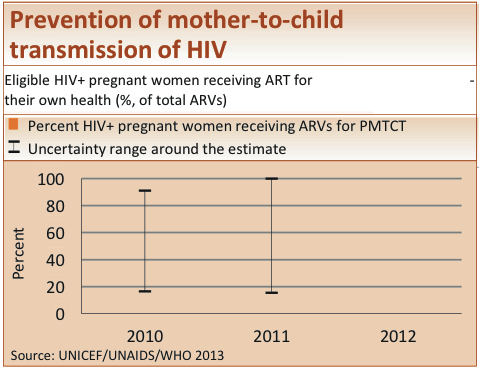 Prevention of mother-to-child
transmission of HIV
Eligible HIV+ pregnant women receiving ART for -
their own health (%, of total ARVs)
Percent HIV+ pregnant women receiving ARVs for PMTCT
Uncertainty range around the estimate
100
80
60
40
20
0
Percent
2010 2011 2012
Source: UNICEF/UNAIDS/WHO 2013